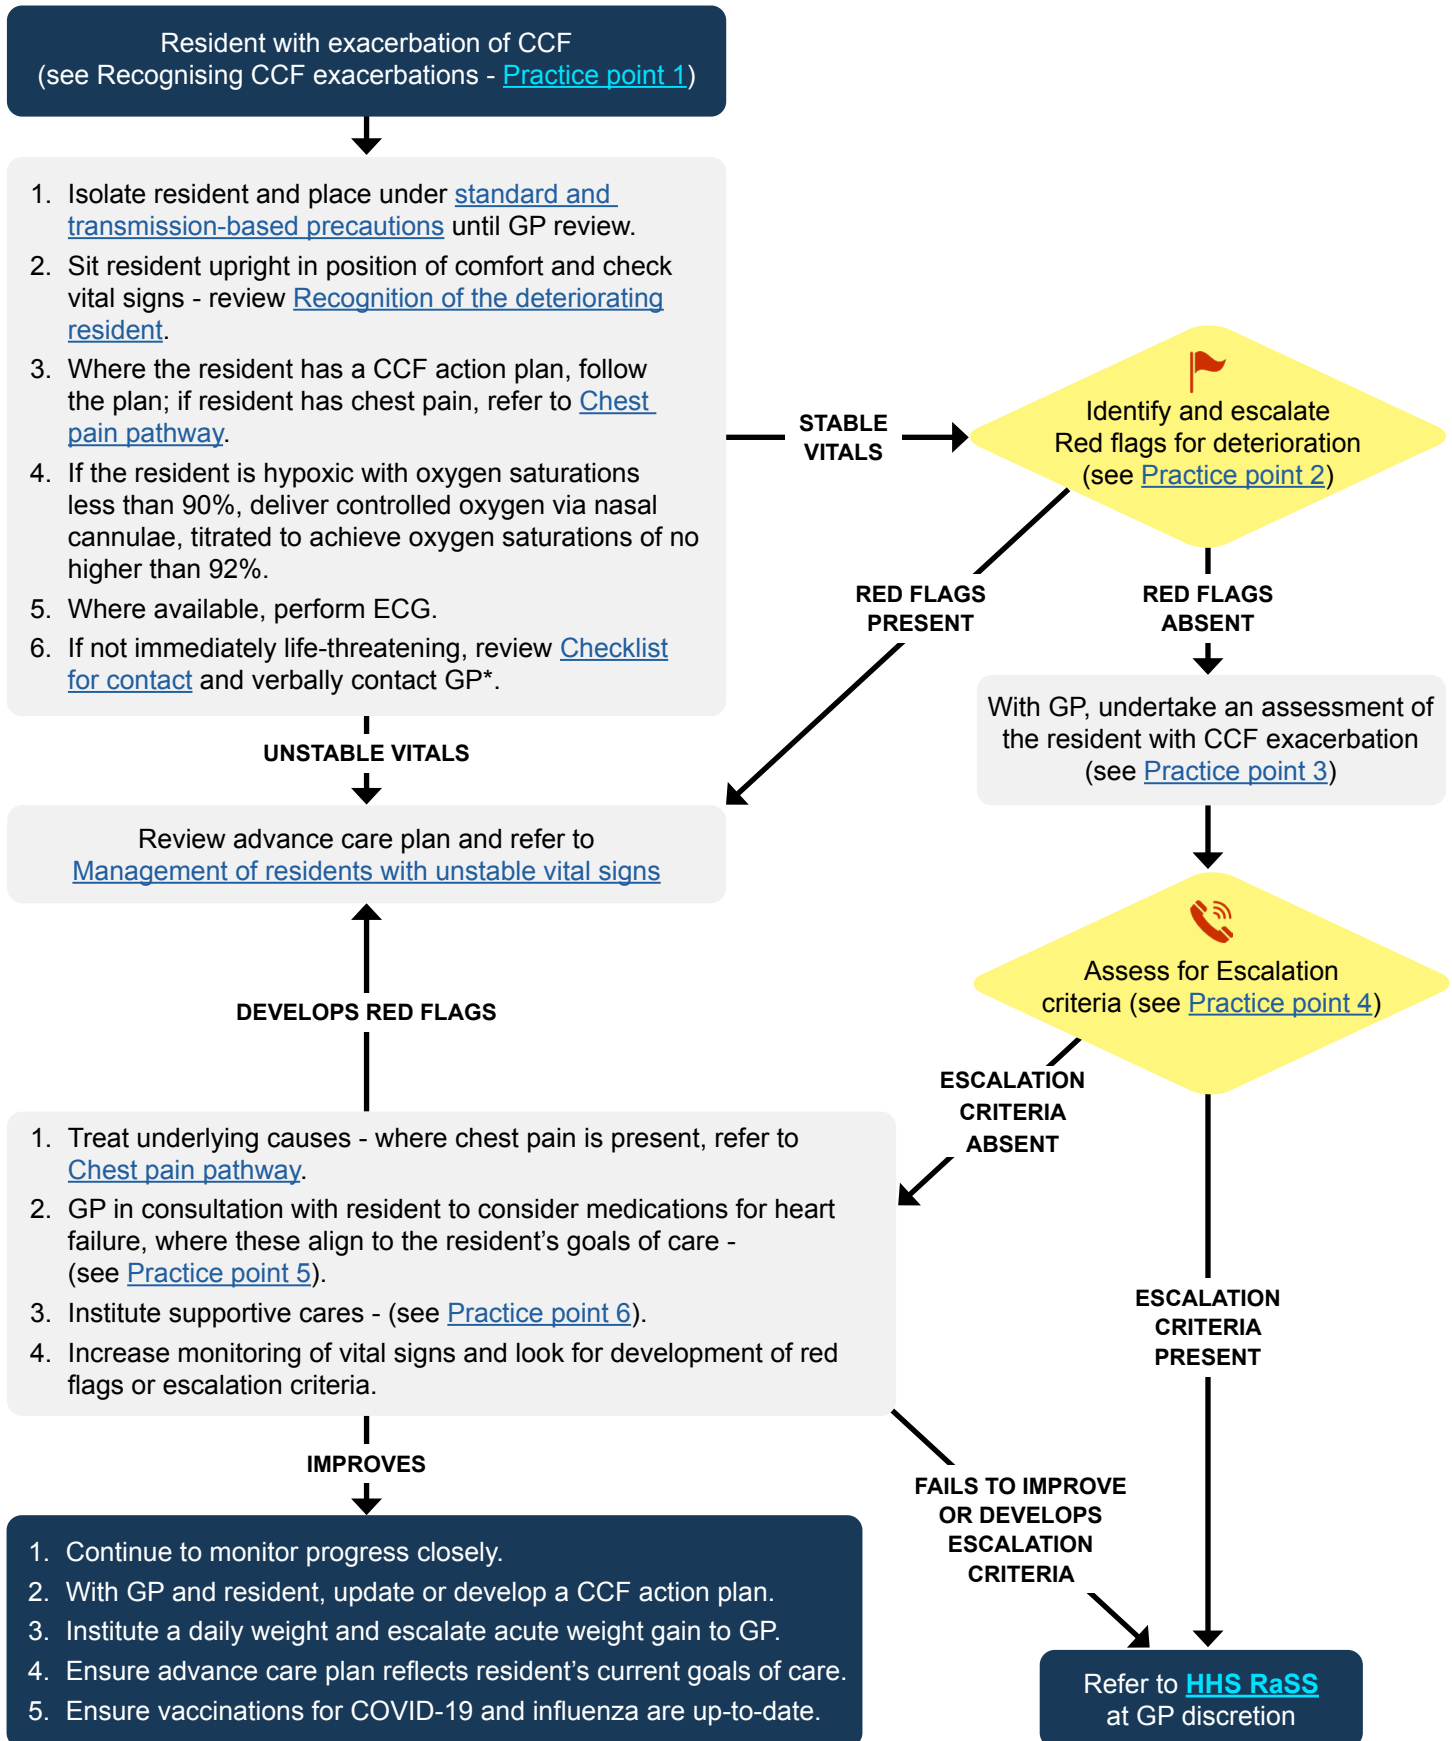 Resident with exacerbation of CCF
(see Recognising CCF exacerbations - Practice point 1)
1. Isolate resident and place under standard and
transmission-based precautions until GP review.
2. Sit resident upright in position of comfort and check
vital signs - review Recognition of the deteriorating
resident.
3. Where the resident has a CCF action plan, follow
the plan; if resident has chest pain, refer to Chest
pain pathway.
4. If the resident is hypoxic with oxygen saturations
less than 90%, deliver controlled oxygen via nasal
cannulae, titrated to achieve oxygen saturations of no
higher than 92%.
5. Where available, perform ECG.
6. If not immediately life-threatening, review Checklist
for contact and verbally contact GP*.
STABLE
VITALS
Identify and escalate
Red flags for deterioration
(see Practice point 2)
RED FLAGS
PRESENT
RED FLAGS
ABSENT
UNSTABLE VITALS
With GP, undertake an assessment of
the resident with CCF exacerbation
(see Practice point 3)
Review advance care plan and refer to
Management of residents with unstable vital signs
Assess for Escalation
criteria (see Practice point 4)
DEVELOPS RED FLAGS
ESCALATION
CRITERIA
ABSENT
1. Treat underlying causes - where chest pain is present, refer to
Chest pain pathway.
2. GP in consultation with resident to consider medications for heart
failure, where these align to the resident's goals of care -
(see Practice point 5).
3. Institute supportive cares - (see Practice point 6).
4. Increase monitoring of vital signs and look for development of red
flags or escalation criteria.
ESCALATION
CRITERIA
PRESENT
IMPROVES
FAILS TO IMPROVE
OR DEVELOPS
ESCALATION
CRITERIA
1. Continue to monitor progress closely.
2. With GP and resident, update or develop a CCF action plan.
3. Institute a daily weight and escalate acute weight gain to GP.
4. Ensure advance care plan reflects resident's current goals of care.
5. Ensure vaccinations for COVID-19 and influenza are up-to-date.
Refer to HHS RaSS
at GP discretion